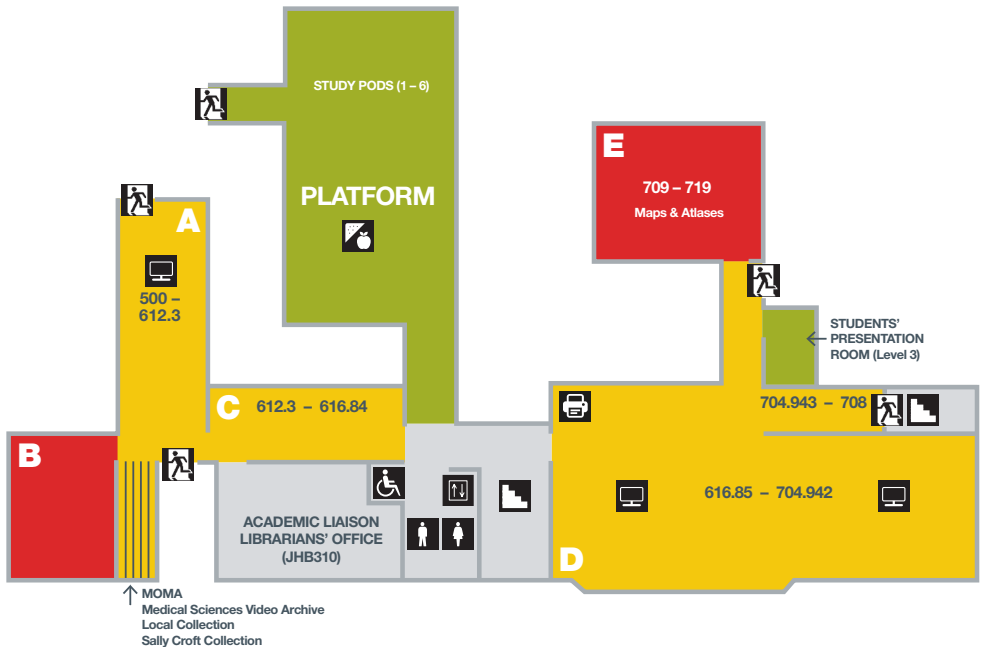 STUDY PODS (1 – 6)
PLATFORM
E
709 – 719
Maps & Atlases
A
500 –
612.3
STUDENTS'
PRESENTATION
ROOM (Level 3)
C
612.3 – 616.84
704.943 – 708
B
616.85 – 704.942
ACADEMIC LIAISON
LIBRARIANS' OFFICE
(JHB310)
D
MOMA
Medical Sciences Video Archive
Local Collection
Sally Croft Collection